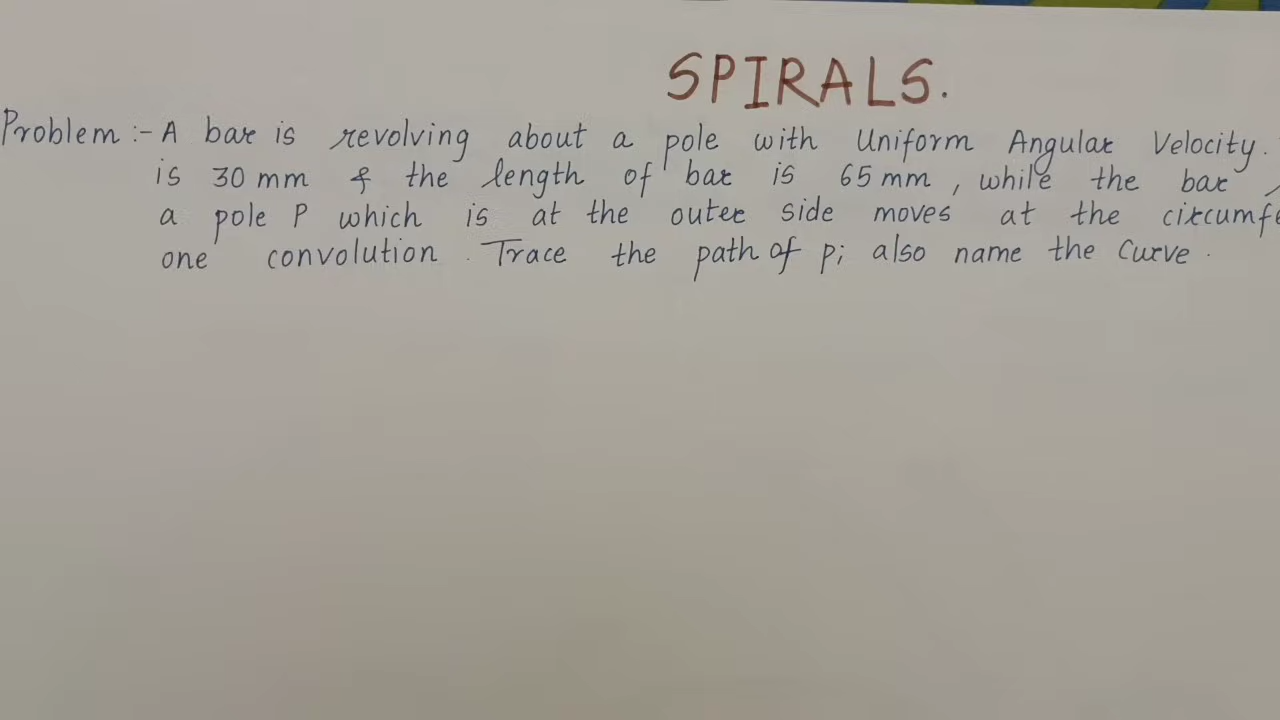 SPIRALS.
Problem :- A bar is revolving about a pole with Uniform Angular Velocity.
is 30 mm & the length of bar is 65 mm , while the bar
a pole P which is at the outer side moves at the circumfe
one convolution . Trace the path of p; also name the Curve .